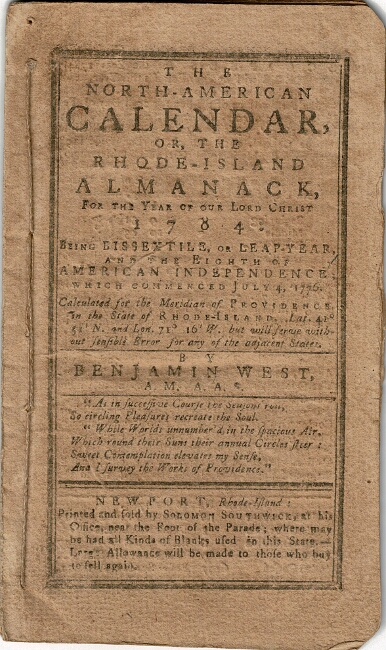 THE
NORTH-AMERICAN
CALENDAR,
OR, THE
RHODE-ISLAND
ALMANACK,
FOR THE YEAR OF OUR LORD CHRIST
1784:
BEING BISSEXTILE, OR LEAP-YEAR,
AND THE EIGHTH OF
AMERICAN INDEPENDENCE,
WHICH COMMENCED JULY 4, 1776.
Calculated for the Meridian of PROVIDENCE,
in the State of RHODE-ISLAND, Lat. 41°
51' N. and Lon. 71° 16' W. but will serve with-
out sensible Error for any of the adjacent States.
BY
BENJAMIN WEST,
A. M. A. A. S.
"As in successive Course the Seasons roll,
So circling Pleasures recreate the Soul.
"Whole Worlds unnumber'd in the spacious Air,
Which round their Suns their annual Circles steer:
Sweet Contemplation elevates my Sense,
And I survey the Works of Providence."
NEWPORT, Rhode-Island:
Printed and sold by SOLOMON SOUTHWICK, at his
Office, near the Foot of the Parade; where may
be had all Kinds of Blanks used in this State.—
Large Allowance will be made to those who buy
to sell again.